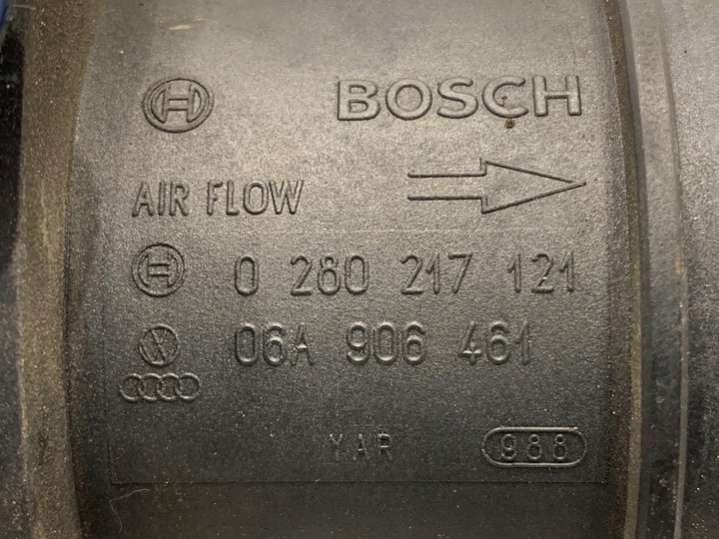 BOSCH
AIR FLOW
0 280 217 121
06A 906 461
YAR 988